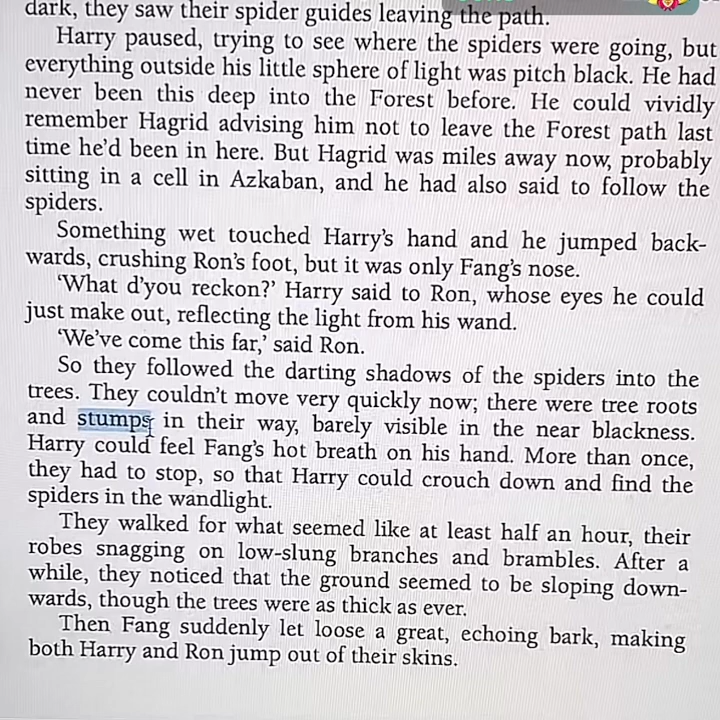 dark, they saw their spider guides leaving the path.
Harry paused, trying to see where the spiders were going, but
everything outside his little sphere of light was pitch black. He had
never been this deep into the Forest before. He could vividly
remember Hagrid advising him not to leave the Forest path last
time he'd been in here. But Hagrid was miles away now, probably
sitting in a cell in Azkaban, and he had also said to follow the
spiders.
Something wet touched Harry's hand and he jumped back-
wards, crushing Ron's foot, but it was only Fang's nose.
‘What d'you reckon?’ Harry said to Ron, whose eyes he could
just make out, reflecting the light from his wand.
‘We've come this far,’ said Ron.
So they followed the darting shadows of the spiders into the
trees. They couldn't move very quickly now; there were tree roots
and stumps in their way, barely visible in the near blackness.
Harry could feel Fang's hot breath on his hand. More than once,
they had to stop, so that Harry could crouch down and find the
spiders in the wandlight.
They walked for what seemed like at least half an hour, their
robes snagging on low-slung branches and brambles. After a
while, they noticed that the ground seemed to be sloping down-
wards, though the trees were as thick as ever.
Then Fang suddenly let loose a great, echoing bark, making
both Harry and Ron jump out of their skins.